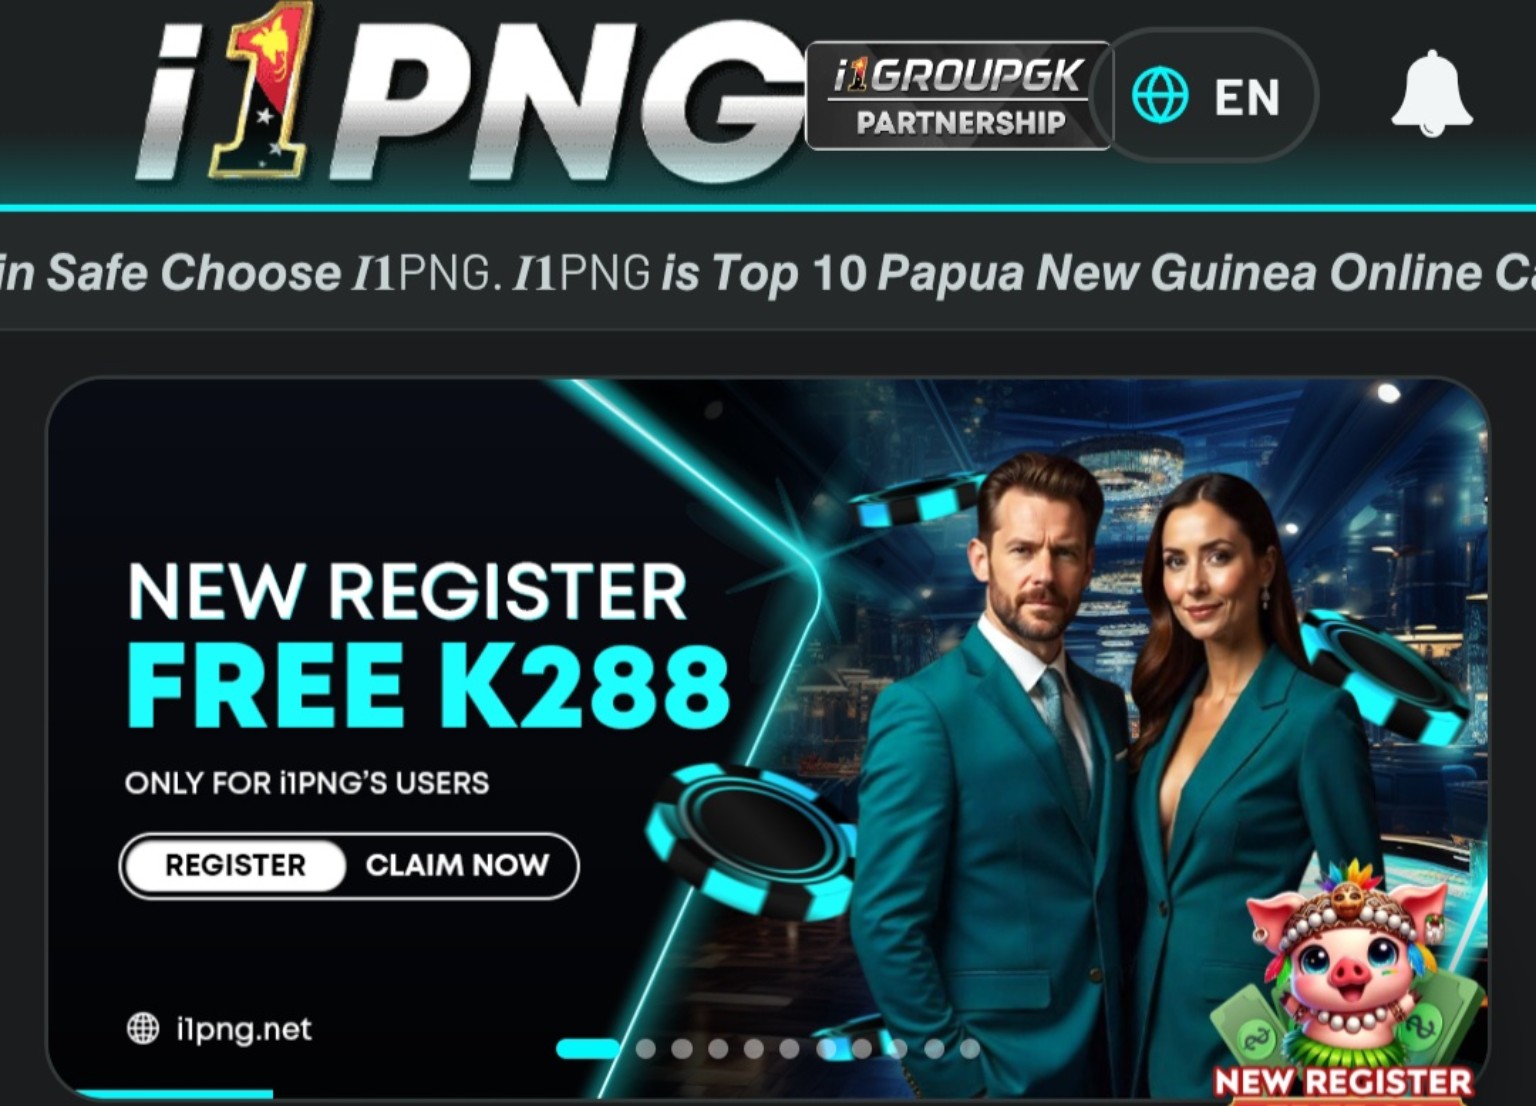 i1PNG
i1GROUPGK
PARTNERSHIP
EN
in Safe Choose I1PNG. I1PNG is Top 10 Papua New Guinea Online
NEW REGISTER
FREE K288
ONLY FOR i1PNG'S USERS
REGISTER CLAIM NOW
i1png.net
NEW REGISTER